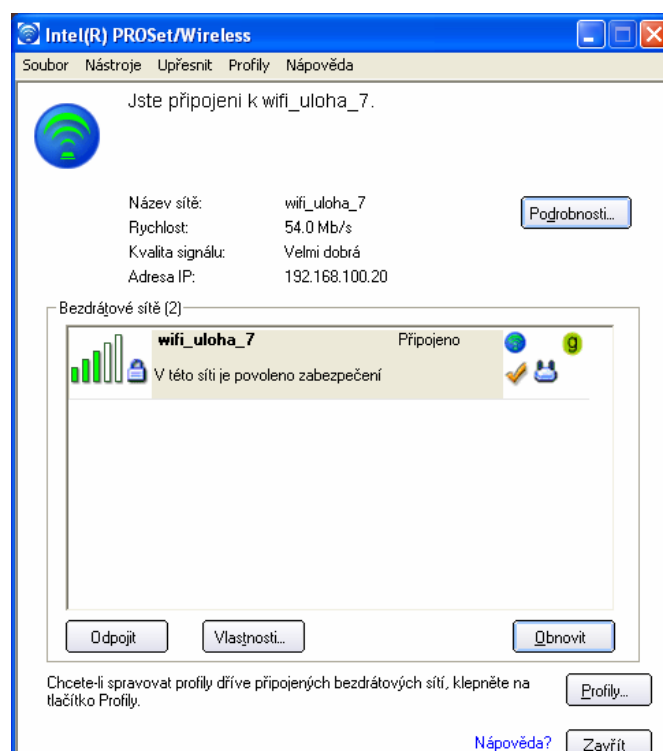 Intel(R) PROSet/Wireless
Soubor Nástroje Upřesnit Profily Nápověda
Jste připojeni k wifi_uloha_7.
Název sítě: wifi_uloha_7
Podrobnosti...
Rychlost: 54.0 Mb/s
Kvalita signálu: Velmi dobrá
Adresa IP: 192.168.100.20
Bezdrátové sítě (2)
wifi_uloha_7 Připojeno g
V této síti je povoleno zabezpečení
Odpojit Vlastnosti... Obnovit
Chcete-li spravovat profily dříve připojených bezdrátových sítí, klepněte na
tlačítko Profily.
Profily...
Nápověda? Zavřít